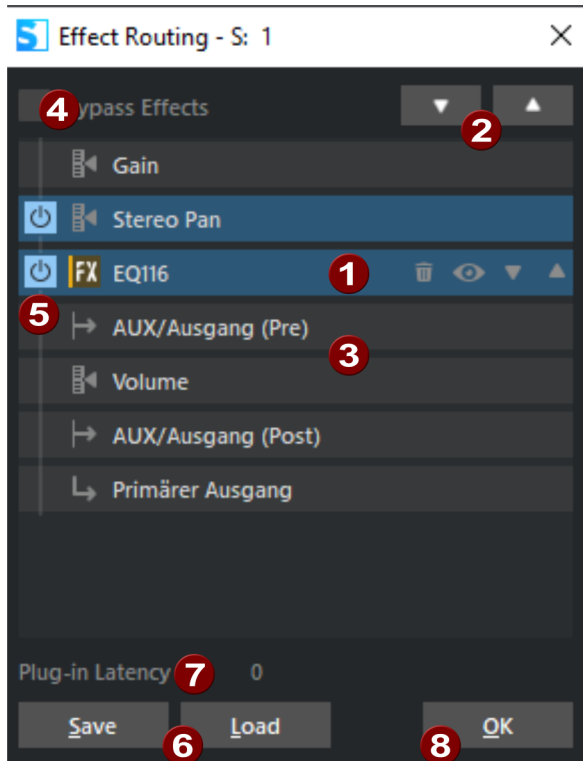 Effect Routing - S: 1
4 ypass Effects
2
Gain
Stereo Pan
FX EQ116 1
5
AUX/Ausgang (Pre)
3
Volume
AUX/Ausgang (Post)
Primärer Ausgang
Plug-in Latency 7 0
Save Load OK
6 8